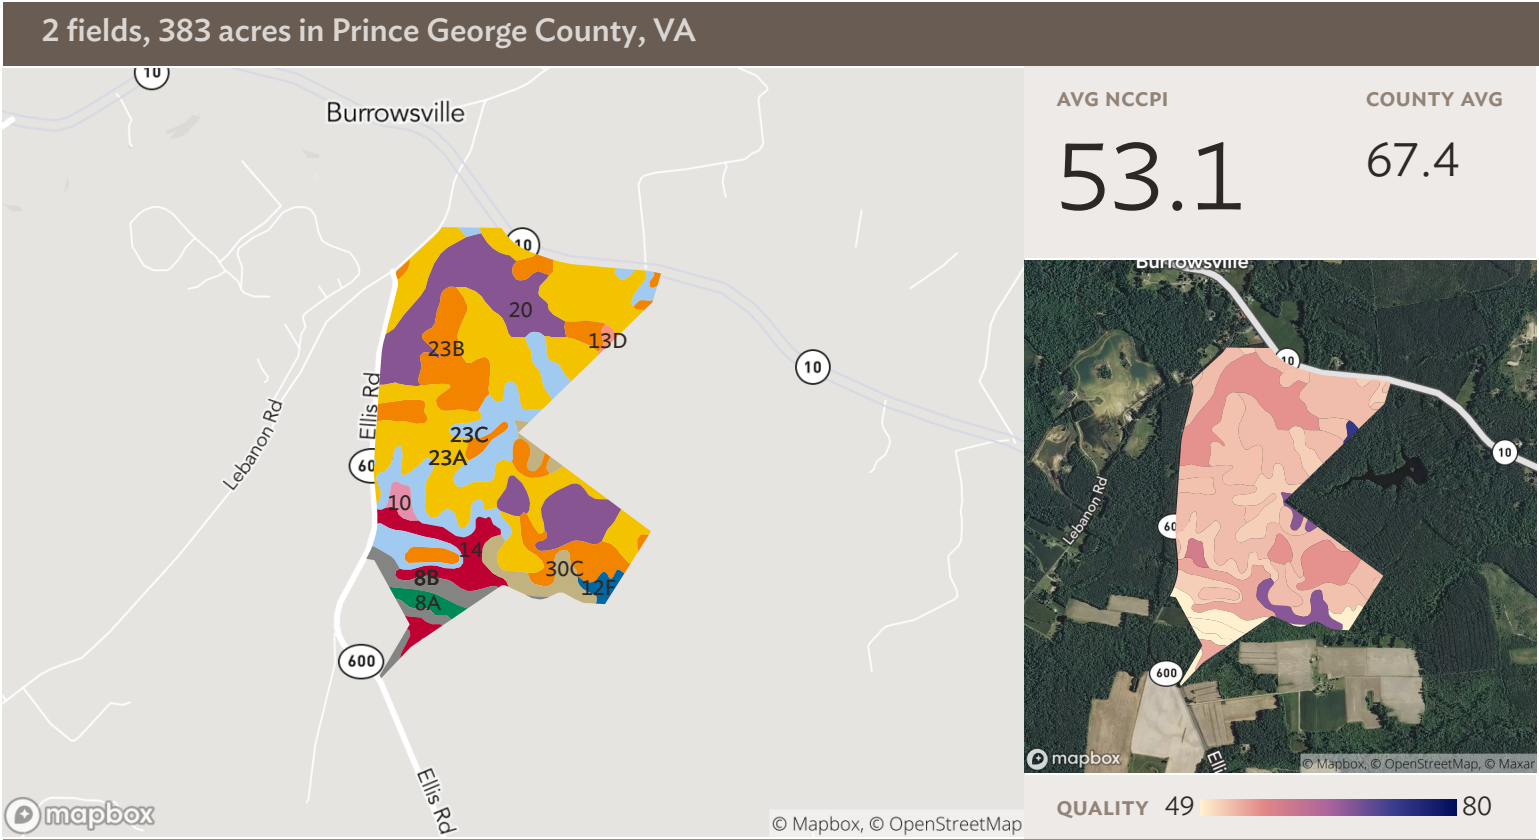 2 fields, 383 acres in Prince George County, VA
10
Burrowsville
10
20
13D
23B
10
Ellis Rd
Lebanon Rd
23C
23A
60
10
14
30C
8B
12F
8A
600
Ellis Rd
mapbox
© Mapbox, © OpenStreetMap
AVG NCCPI
COUNTY AVG
53.1
67.4
Burrowsville
10
10
Lebanon Rd
60
600
Elli
mapbox
© Mapbox, © OpenStreetMap, © Maxar
QUALITY 49 80